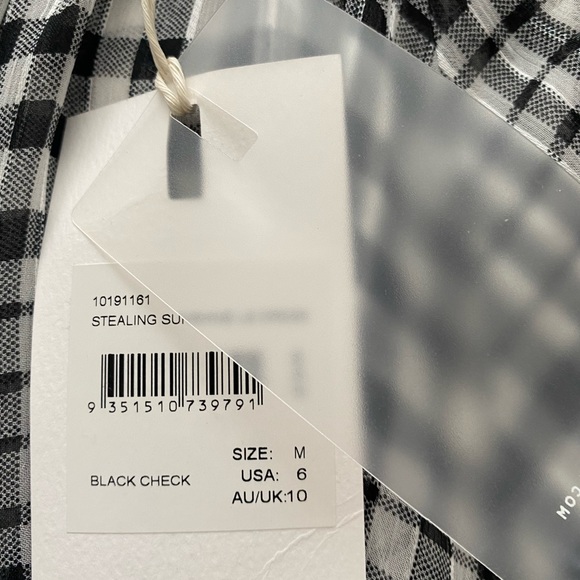 10191161
STEALING
9 351510 739791
SIZE: M
BLACK CHECK
USA: 6
AU/UK:10